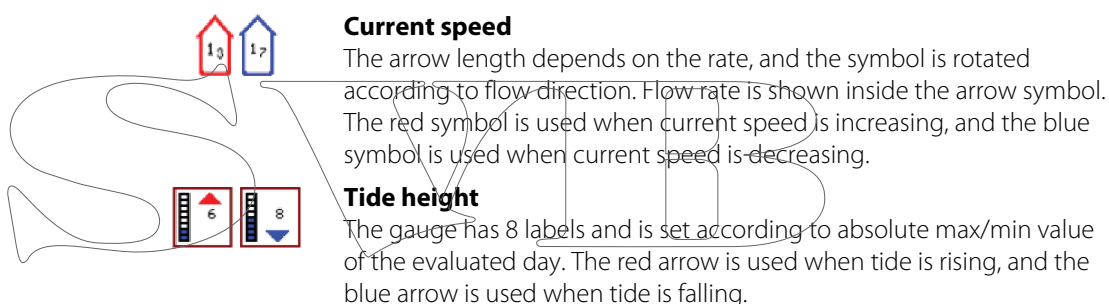 Current speed
1₃ 1₇
The arrow length depends on the rate, and the symbol is rotated
according to flow direction. Flow rate is shown inside the arrow symbol.
The red symbol is used when current speed is increasing, and the blue
symbol is used when current speed is decreasing.
Tide height
6 8
The gauge has 8 labels and is set according to absolute max/min value
of the evaluated day. The red arrow is used when tide is rising, and the
blue arrow is used when tide is falling.